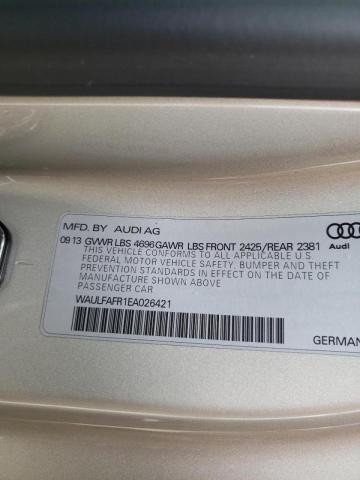 MFD. BY AUDI AG
09 13 GVWR LBS 4696 GAWR LBS FRONT 2425/REAR 2381
THIS VEHICLE CONFORMS TO ALL APPLICABLE U.S
FEDERAL MOTOR VEHICLE SAFETY, BUMPER AND THEFT
PREVENTION STANDARDS IN EFFECT ON THE DATE OF
MANUFACTURE SHOWN ABOVE
PASSENGER CAR
WAULFAFR1EA026421
Audi
GERMAN